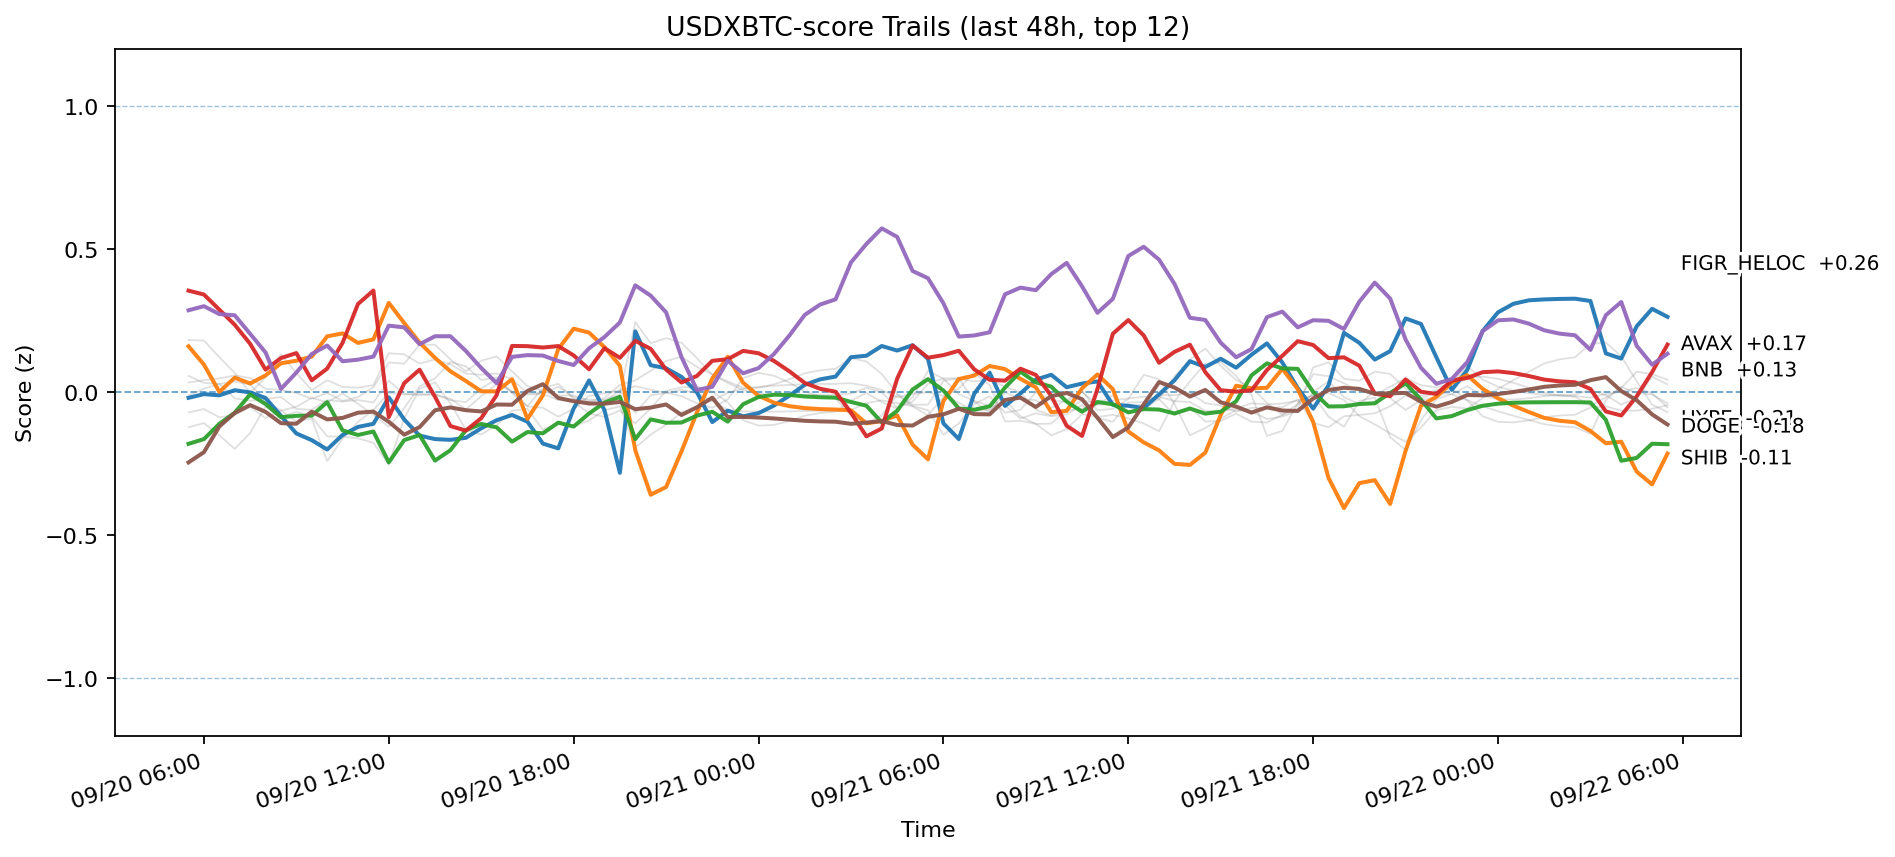 USDXBTC-score Trails (last 48h, top 12)
Score (z)
1.0
0.5
0.0
−0.5
−1.0
FIGR_HELOC +0.26
AVAX +0.17
BNB +0.13
HYPE -0.21
DOGE -0.18
SHIB -0.11
09/20 06:00
09/20 12:00
09/20 18:00
09/21 00:00
09/21 06:00
09/21 12:00
09/21 18:00
09/22 00:00
09/22 06:00
Time